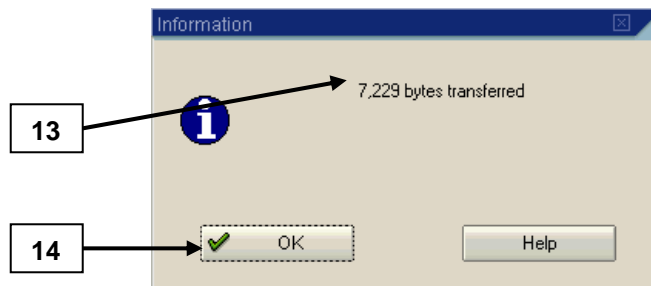 Information
7,229 bytes transferred
13
14
OK
Help